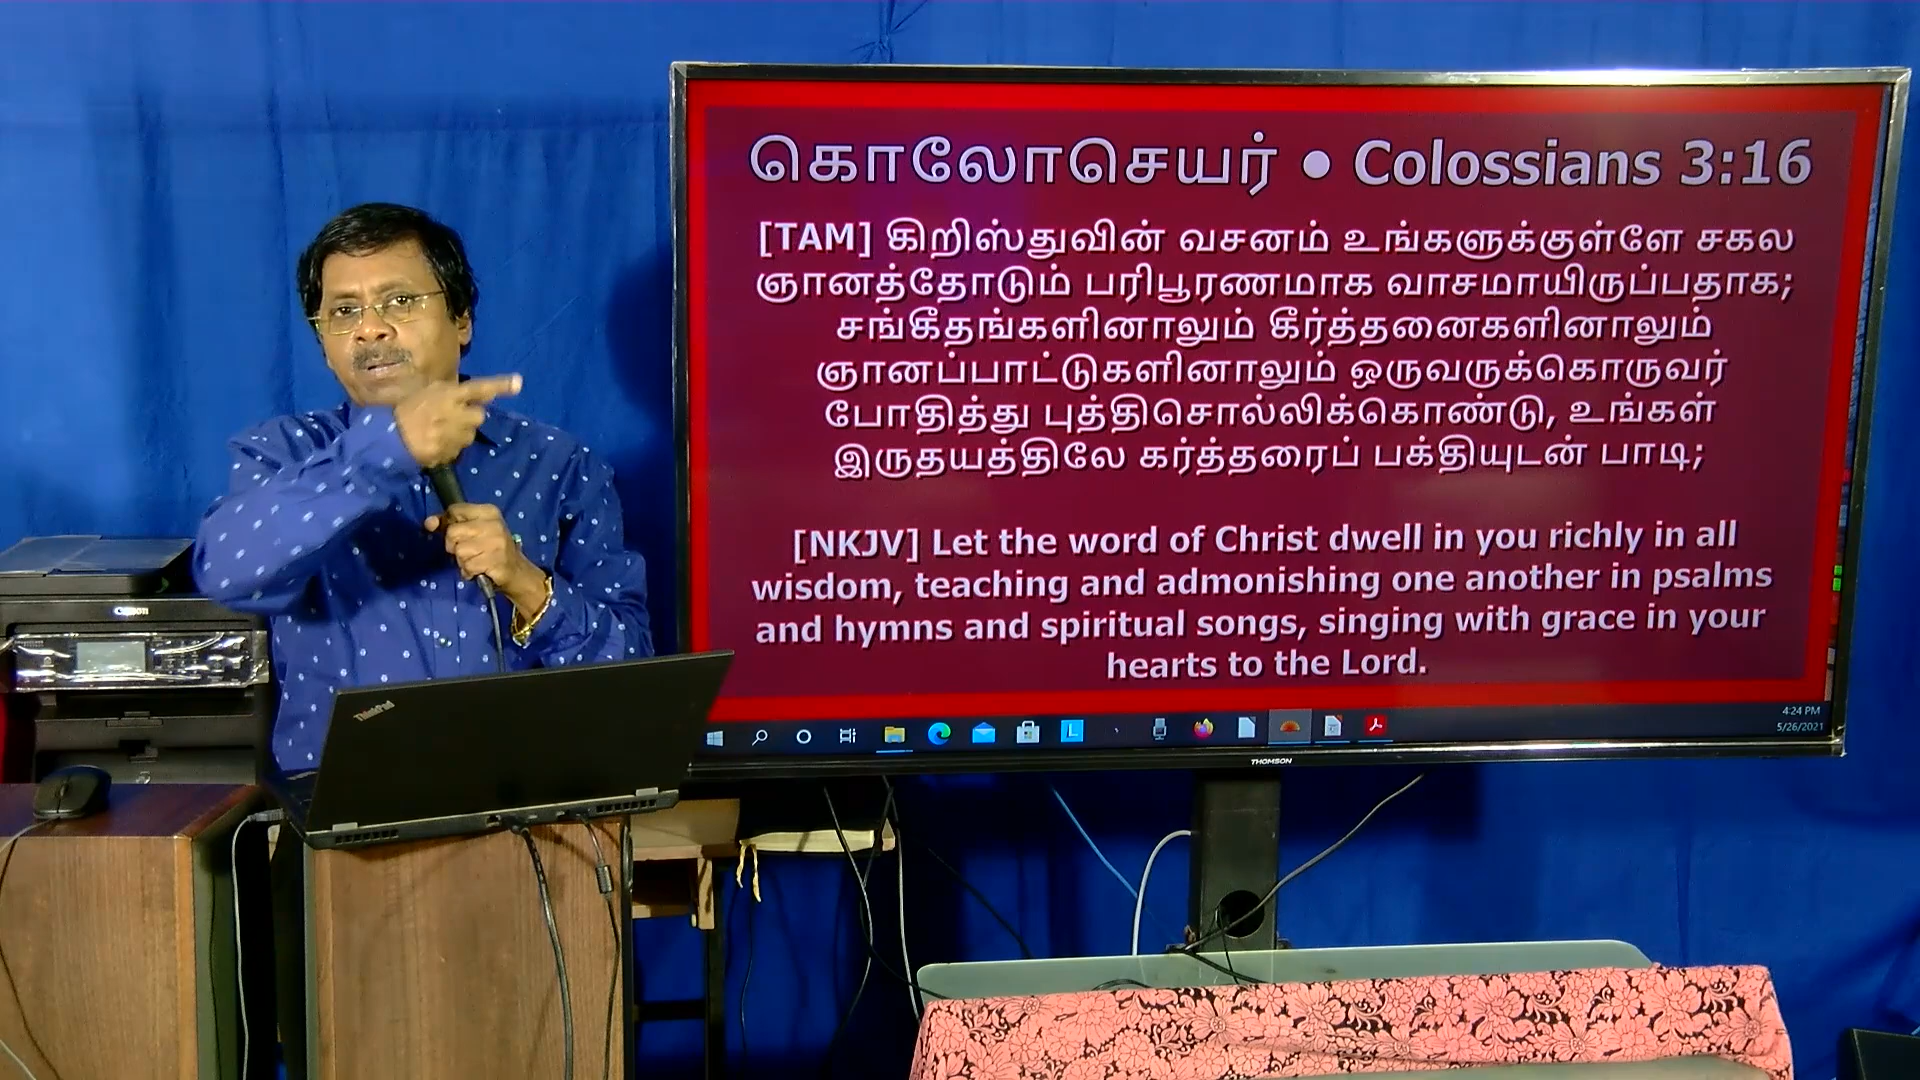 கொலோசெயர் • Colossians 3:16
[TAM] கிறிஸ்துவின் வசனம் உங்களுக்குள்ளே சகல
ஞானத்தோடும் பரிபூரணமாக வாசமாயிருப்பதாக;
சங்கீதங்களினாலும் கீர்த்தனைகளினாலும்
ஞானப்பாட்டுகளினாலும் ஒருவருக்கொருவர்
போதித்து புத்திசொல்லிக்கொண்டு, உங்கள்
இருதயத்திலே கர்த்தரைப் பக்தியுடன் பாடி;
[NKJV] Let the word of Christ dwell in you richly in all
wisdom, teaching and admonishing one another in psalms
and hymns and spiritual songs, singing with grace in your
hearts to the Lord.
4:24 PM
5/26/2021
L
THOMSON
Canon
ThinkPad